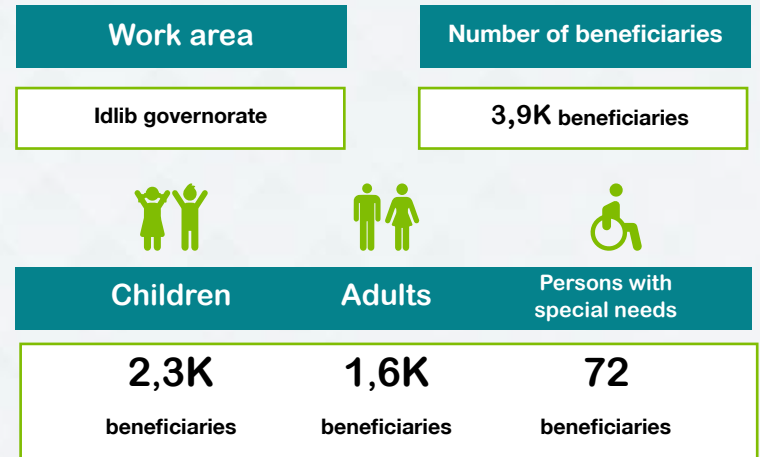 Work area
Number of beneficiaries
Idlib governorate
3,9K beneficiaries
Children
Adults
Persons with
special needs
2,3K
1,6K
72
beneficiaries
beneficiaries
beneficiaries